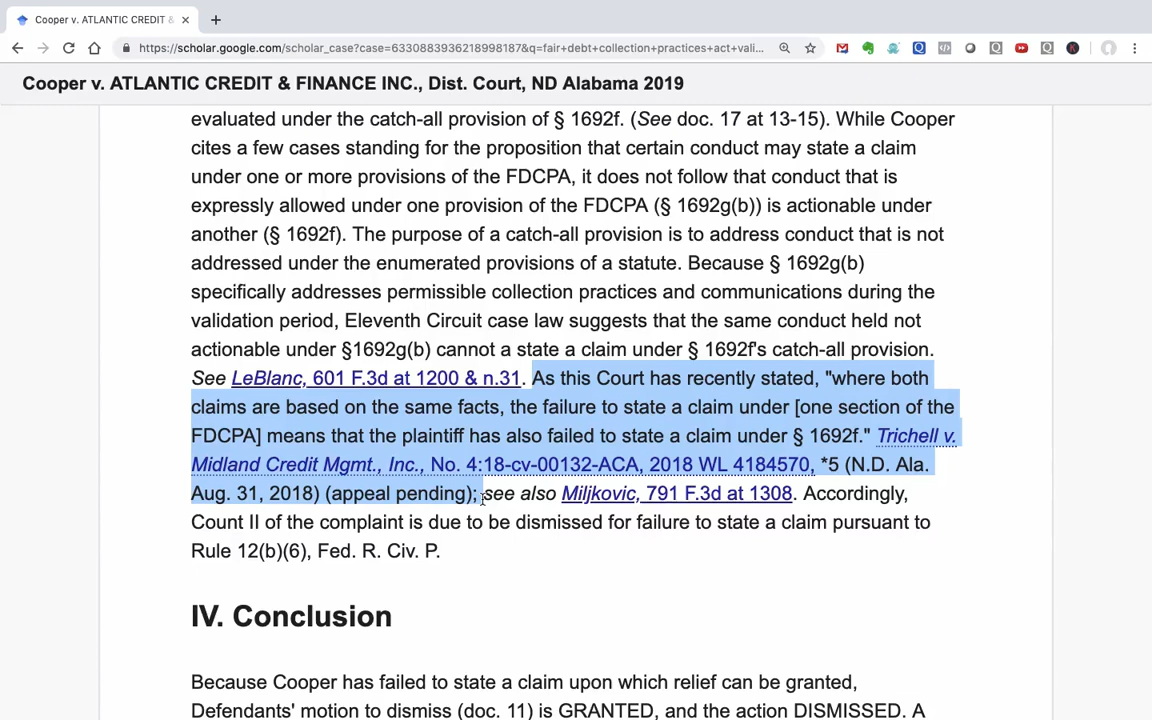 Cooper v. ATLANTIC CREDIT &
https://scholar.google.com/scholar_case?case=6330883936218998187&q=fair+debt+collection+practices+act+vali...
Cooper v. ATLANTIC CREDIT & FINANCE INC., Dist. Court, ND Alabama 2019
evaluated under the catch-all provision of § 1692f. (See doc. 17 at 13-15). While Cooper
cites a few cases standing for the proposition that certain conduct may state a claim
under one or more provisions of the FDCPA, it does not follow that conduct that is
expressly allowed under one provision of the FDCPA (§ 1692g(b)) is actionable under
another (§ 1692f). The purpose of a catch-all provision is to address conduct that is not
addressed under the enumerated provisions of a statute. Because § 1692g(b)
specifically addresses permissible collection practices and communications during the
validation period, Eleventh Circuit case law suggests that the same conduct held not
actionable under §1692g(b) cannot a state a claim under § 1692f's catch-all provision.
See LeBlanc, 601 F.3d at 1200 & n.31. As this Court has recently stated, "where both
claims are based on the same facts, the failure to state a claim under [one section of the
FDCPA] means that the plaintiff has also failed to state a claim under § 1692f." Trichell v.
Midland Credit Mgmt., Inc., No. 4:18-cv-00132-ACA, 2018 WL 4184570, *5 (N.D. Ala.
Aug. 31, 2018) (appeal pending); see also Miljkovic, 791 F.3d at 1308. Accordingly,
Count II of the complaint is due to be dismissed for failure to state a claim pursuant to
Rule 12(b)(6), Fed. R. Civ. P.
IV. Conclusion
Because Cooper has failed to state a claim upon which relief can be granted,
Defendants' motion to dismiss (doc. 11) is GRANTED, and the action DISMISSED. A